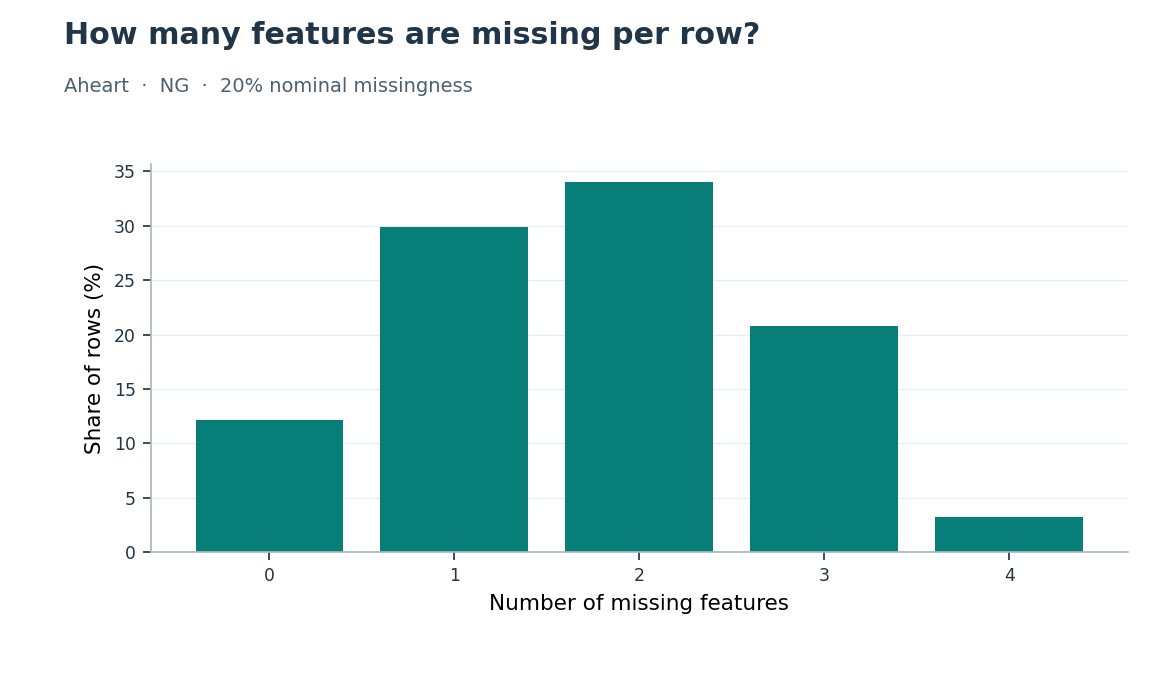 How many features are missing per row?
Aheart · NG · 20% nominal missingness
35
30
25
20
15
10
5
0
Share of rows (%)
0 1 2 3 4
Number of missing features